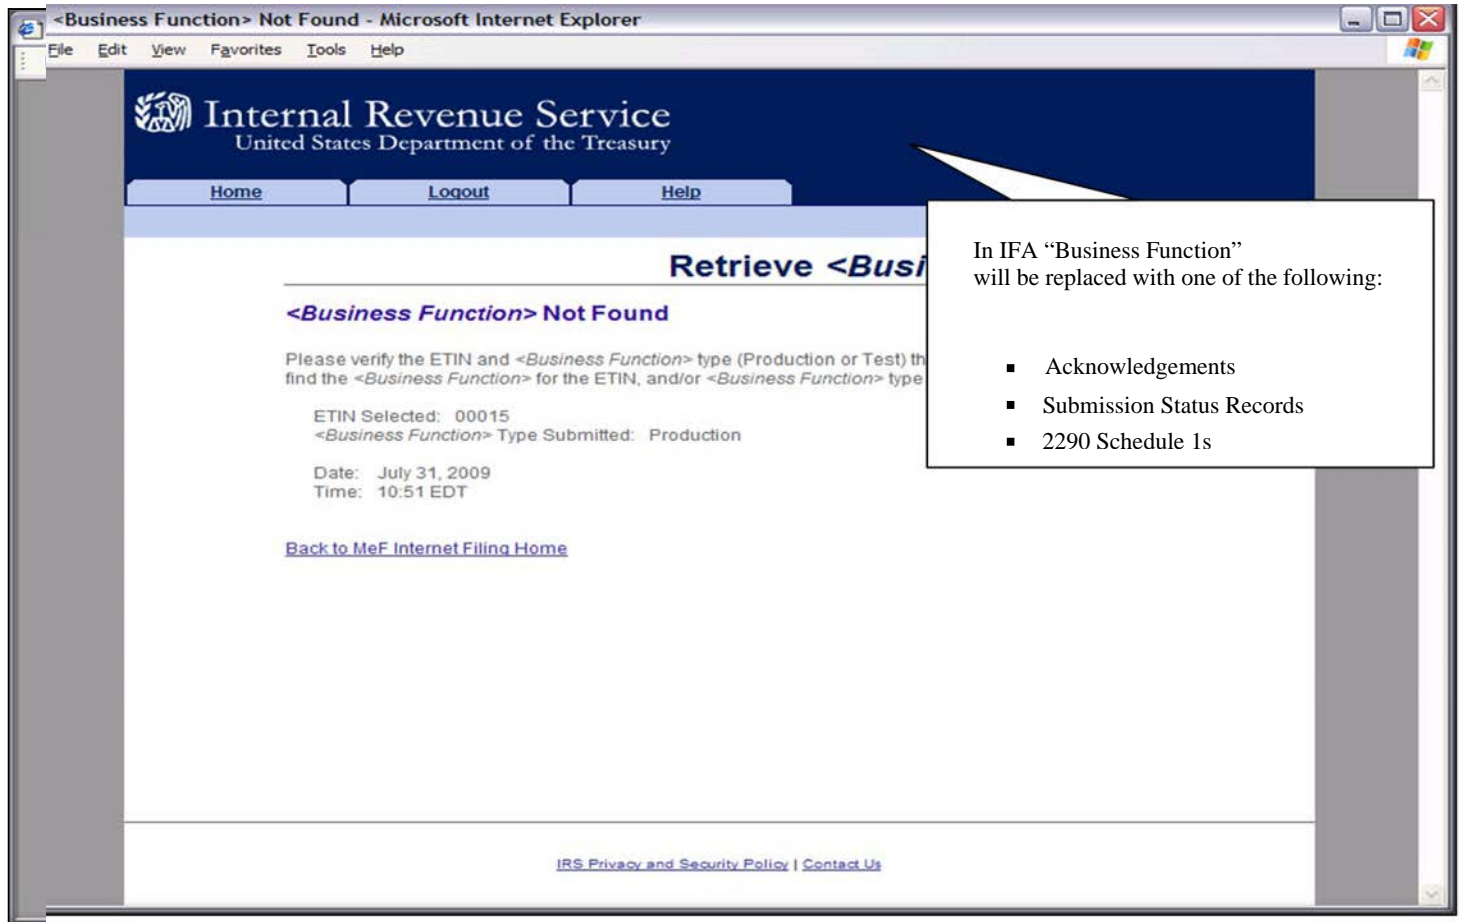 <Business Function> Not Found - Microsoft Internet Explorer
File Edit View Favorites Tools Help
Internal Revenue Service
United States Department of the Treasury
Home Logout Help
Retrieve <Busi
In IFA “Business Function”
will be replaced with one of the following:
▪ Acknowledgements
▪ Submission Status Records
▪ 2290 Schedule 1s
<Business Function> Not Found
Please verify the ETIN and <Business Function> type (Production or Test) th
find the <Business Function> for the ETIN, and/or <Business Function> type
ETIN Selected: 00015
<Business Function> Type Submitted: Production
Date: July 31, 2009
Time: 10:51 EDT
Back to MeF Internet Filing Home
IRS Privacy and Security Policy | Contact Us